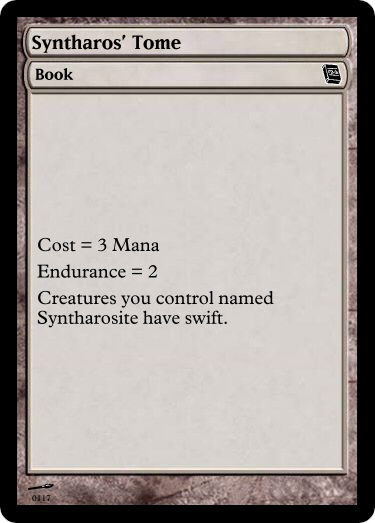 Syntharos' Tome
Book
Cost = 3 Mana
Endurance = 2
Creatures you control named
Syntharosite have swift.
0117